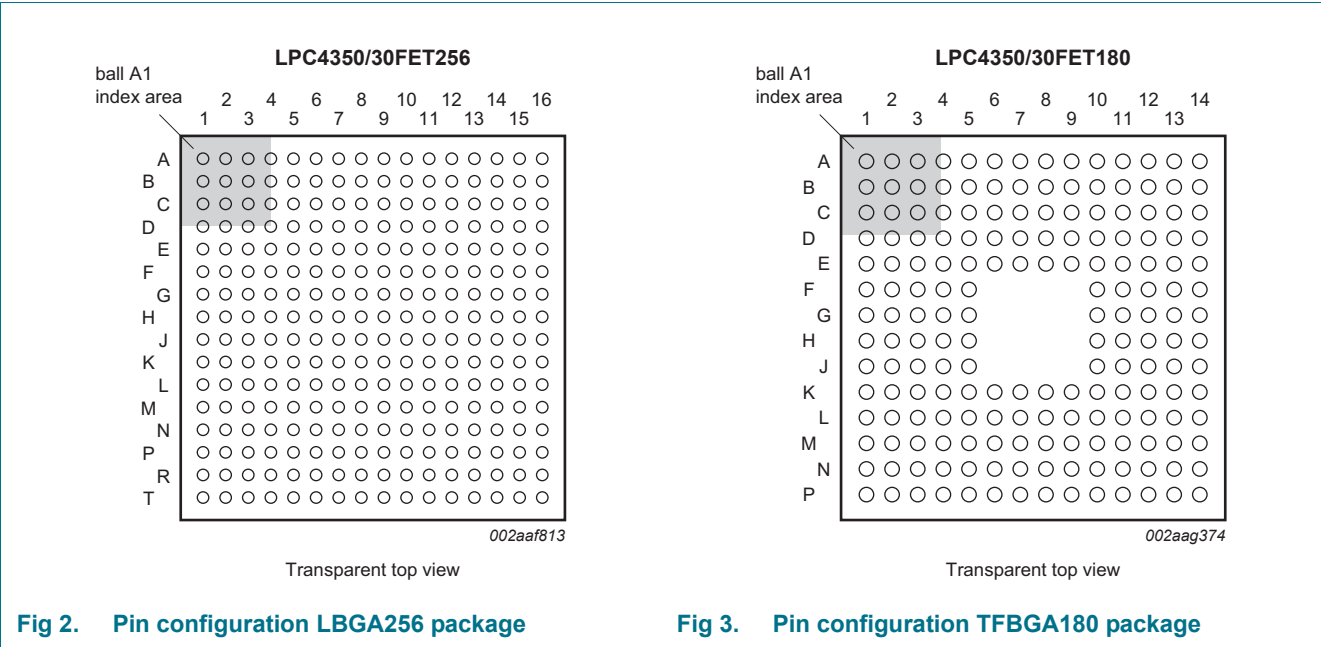 LPC4350/30FET256
ball A1
index area
2 4 6 8 10 12 14 16
1 3 5 7 9 11 13 15
A
B
C
D
E
F
G
H
J
K
L
M
N
P
R
T
002aaf813
Transparent top view
Fig 2. Pin configuration LBGA256 package
LPC4350/30FET180
ball A1
index area
2 4 6 8 10 12 14
1 3 5 7 9 11 13
A
B
C
D
E
F
G
H
J
K
L
M
N
P
002aag374
Transparent top view
Fig 3. Pin configuration TFBGA180 package